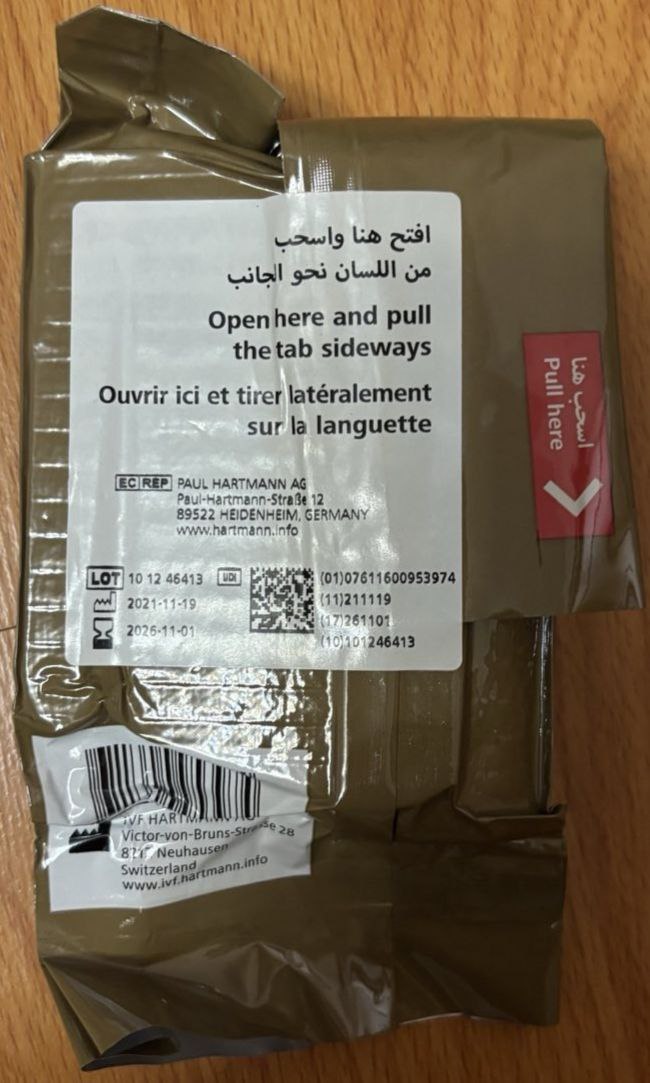 افتح هنا واسحب
من اللسان نحو الجانب
Open here and pull
the tab sideways
Ouvrir ici et tirer latéralement
sur la languette
EC REP PAUL HARTMANN AG
Paul-Hartmann-Straße 12
89522 HEIDENHEIM, GERMANY
www.hartmann.info
LOT 10 12 46413 UDI (01)07611600953974
2021-11-19 (11)211119
2026-11-01 (17)261101
(10)101246413
اسحب هنا
Pull here
IVF HARTMANN AG
Victor-von-Bruns-Strasse 28
Neuhausen
Switzerland
www.ivf.hartmann.info